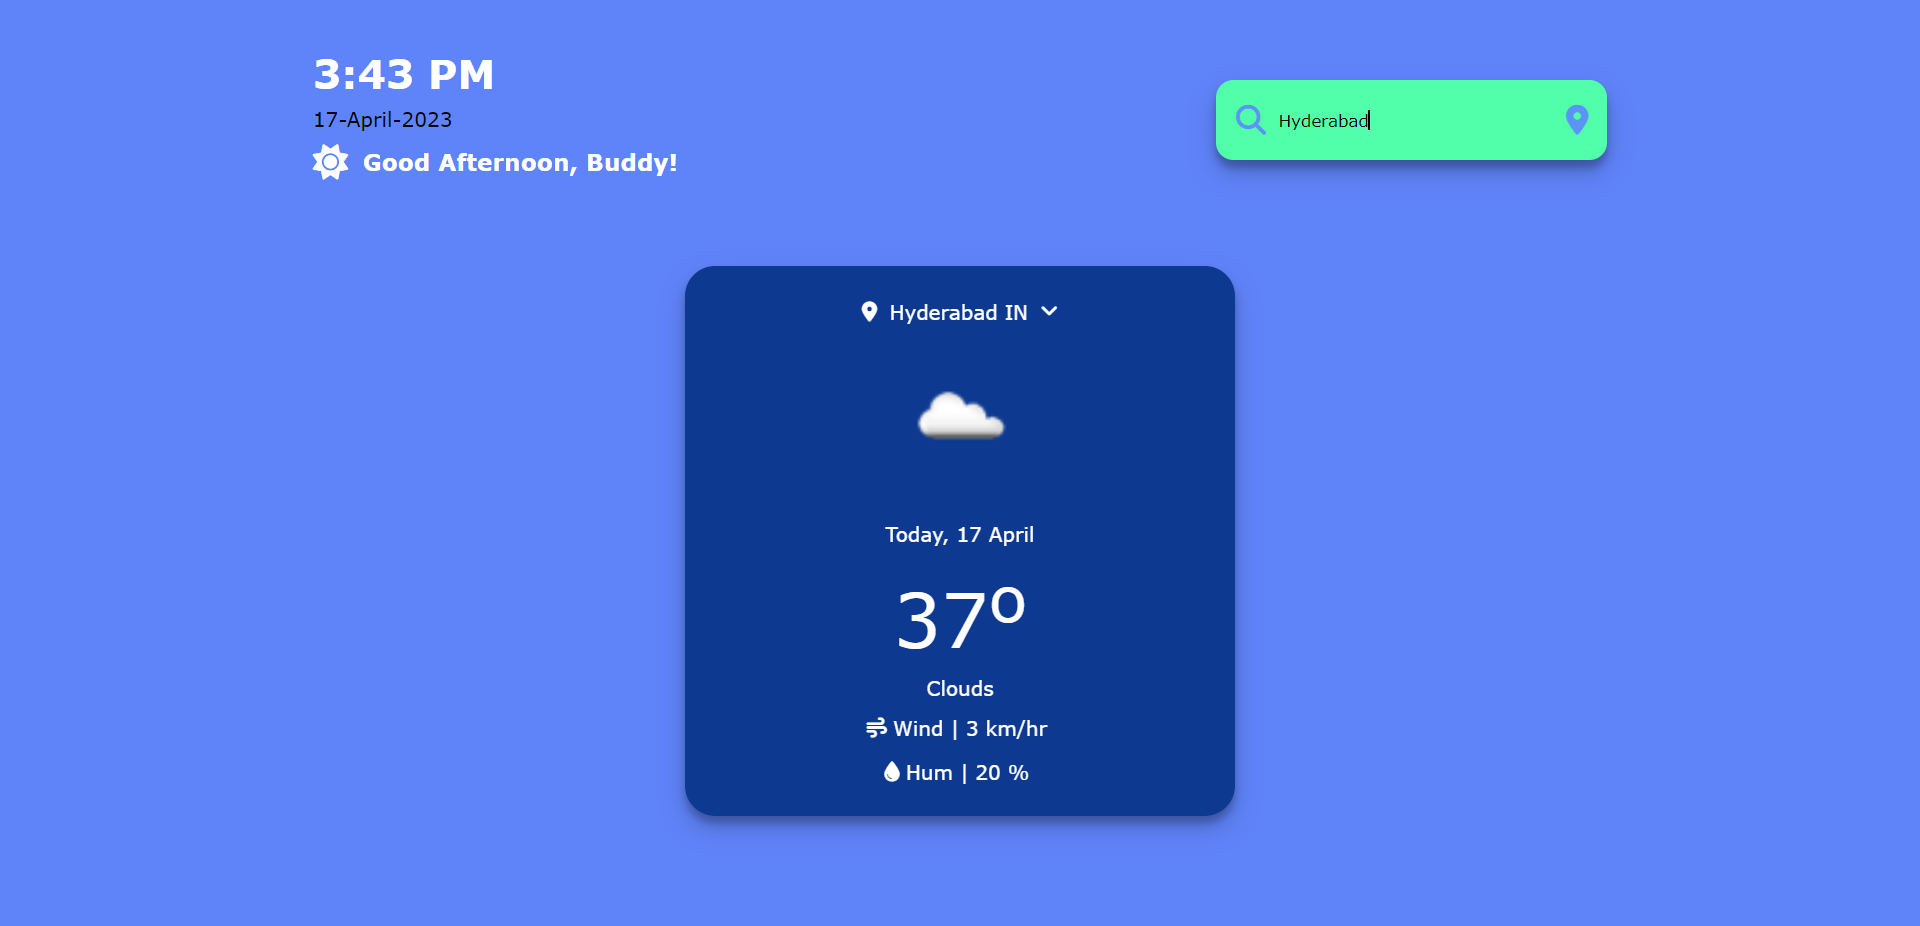 3:43 PM
17-April-2023
Good Afternoon, Buddy!
Hyderabad
Hyderabad IN
Today, 17 April
37º
Clouds
Wind | 3 km/hr
Hum | 20 %